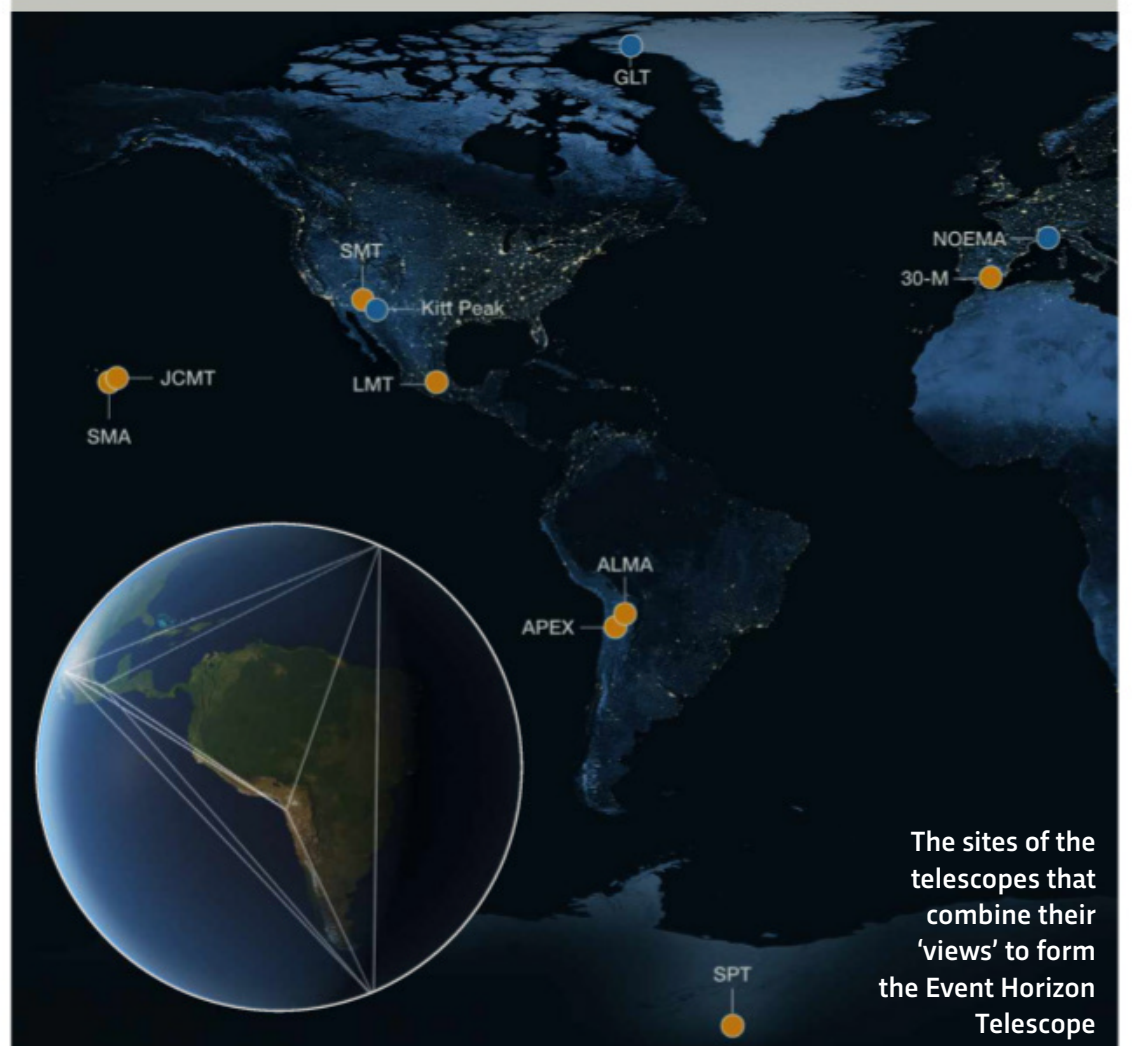 GLT
NOEMA
30-M
SMT
Kitt Peak
JCMT
LMT
SMA
ALMA
APEX
The sites of the
telescopes that
combine their
‘views’ to form
the Event Horizon
Telescope
SPT